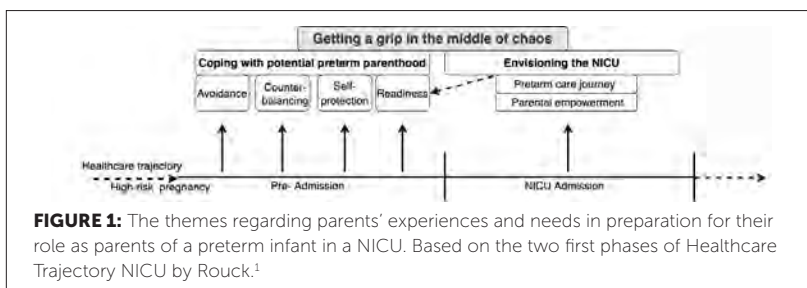 Getting a grip in the middle of chaos
Coping with potential preterm parenthood
Envisioning the NICU
Avoidance
Counter-
balancing
Self-
protection
Readiness
Preterm care journey
Parental empowerment
Healthcare trajectory
High-risk pregnancy
Pre- Admission
NICU Admission
FIGURE 1: The themes regarding parents’ experiences and needs in preparation for their
role as parents of a preterm infant in a NICU. Based on the two first phases of Healthcare
Trajectory NICU by Rouck.¹